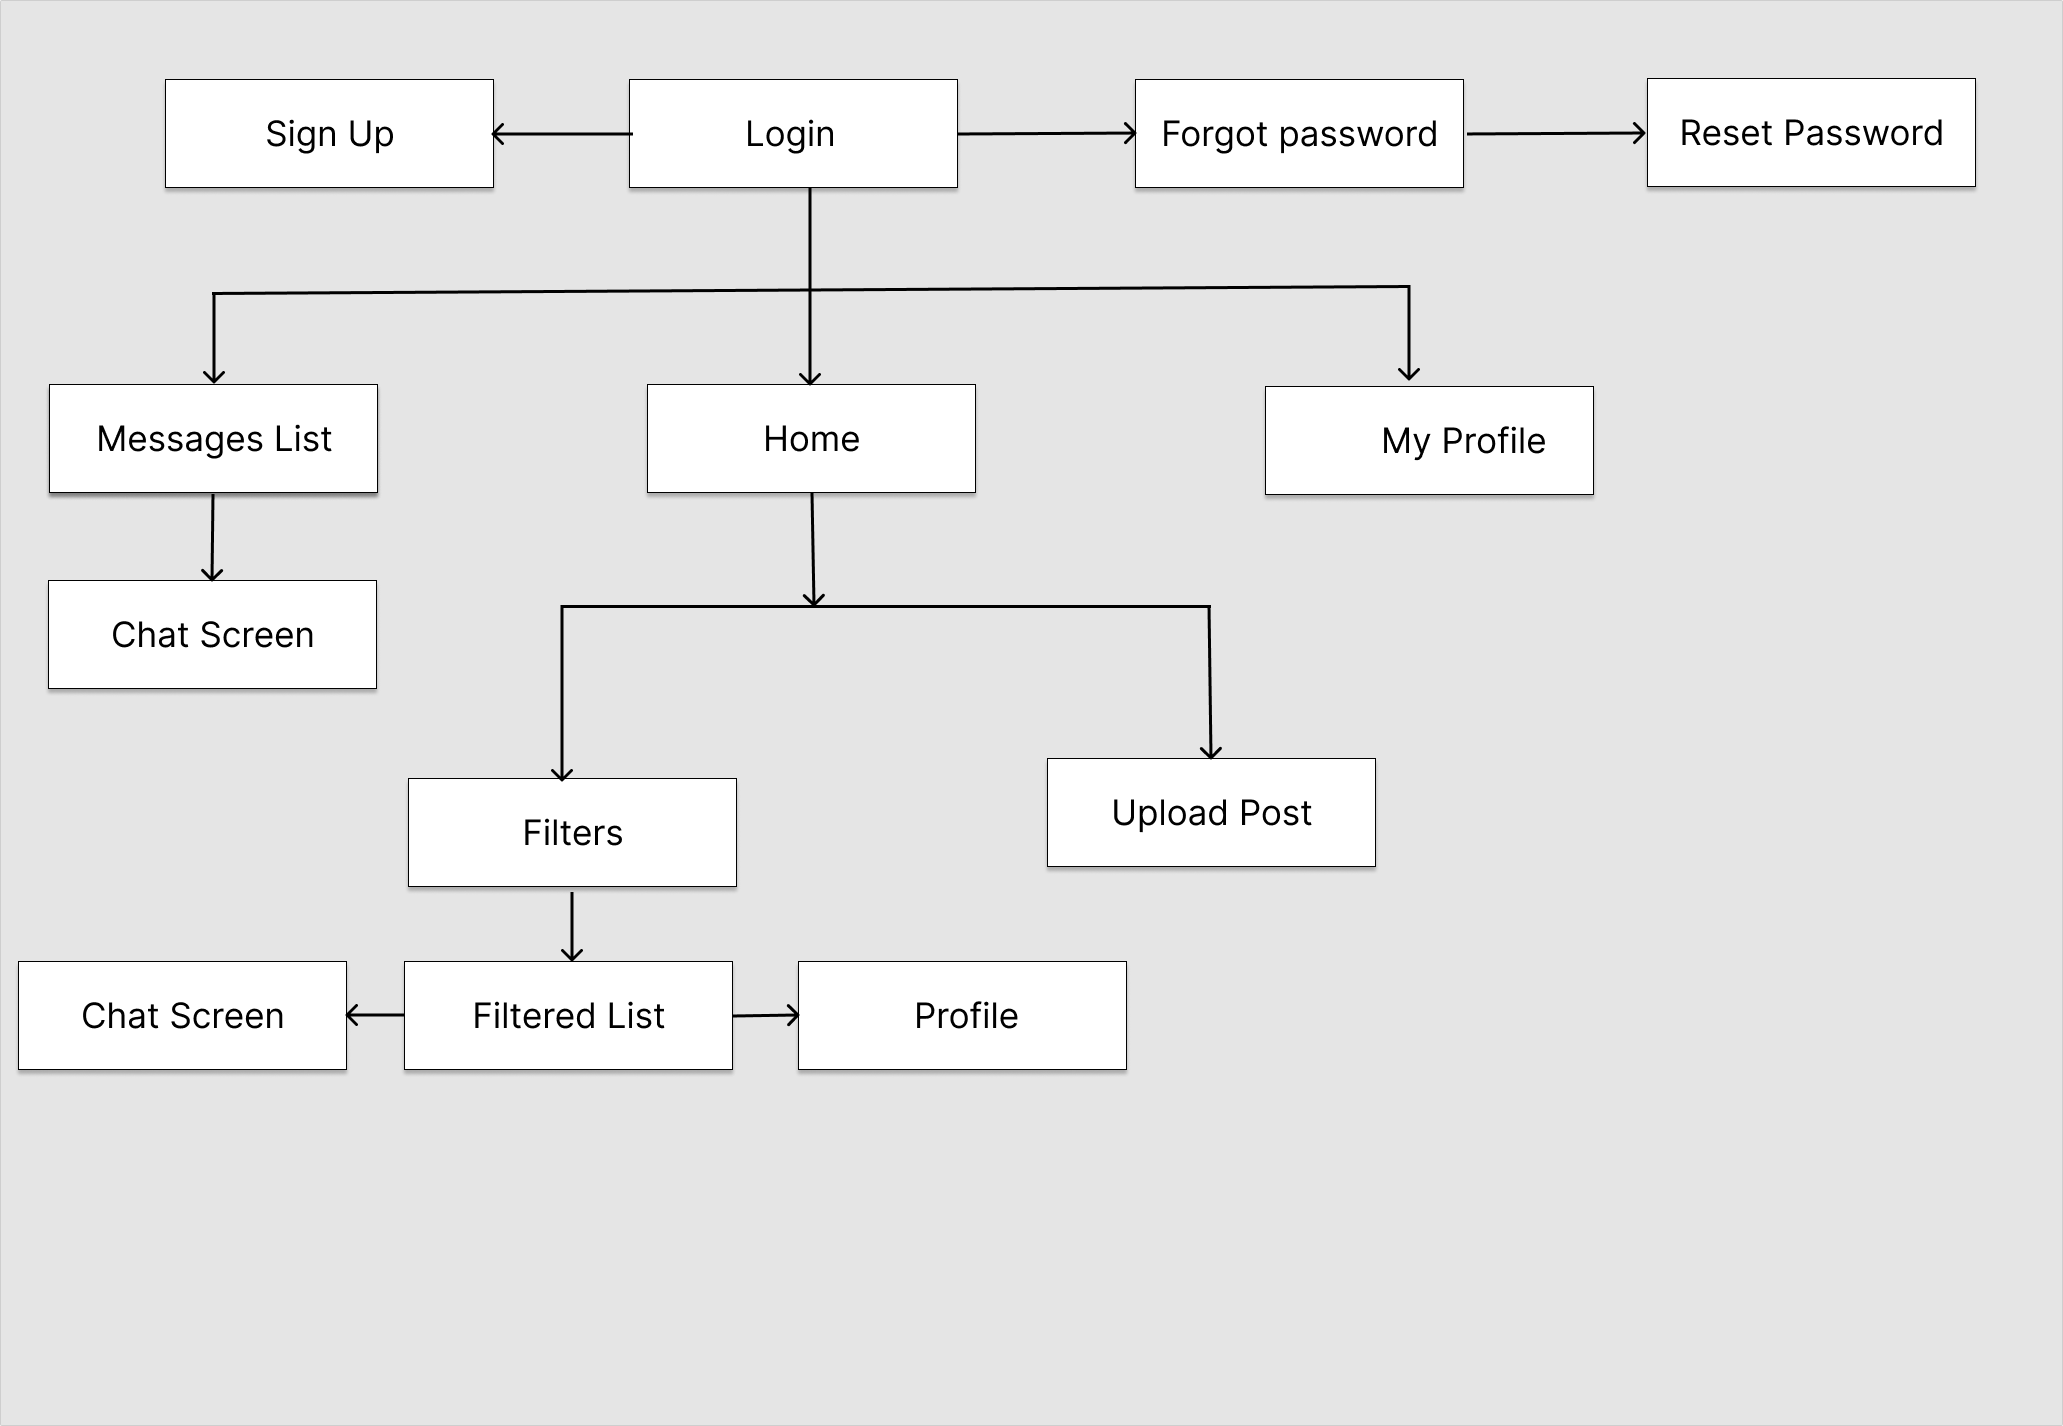 Sign Up
Login
Forgot password
Reset Password
Messages List
Home
My Profile
Chat Screen
Filters
Upload Post
Chat Screen
Filtered List
Profile